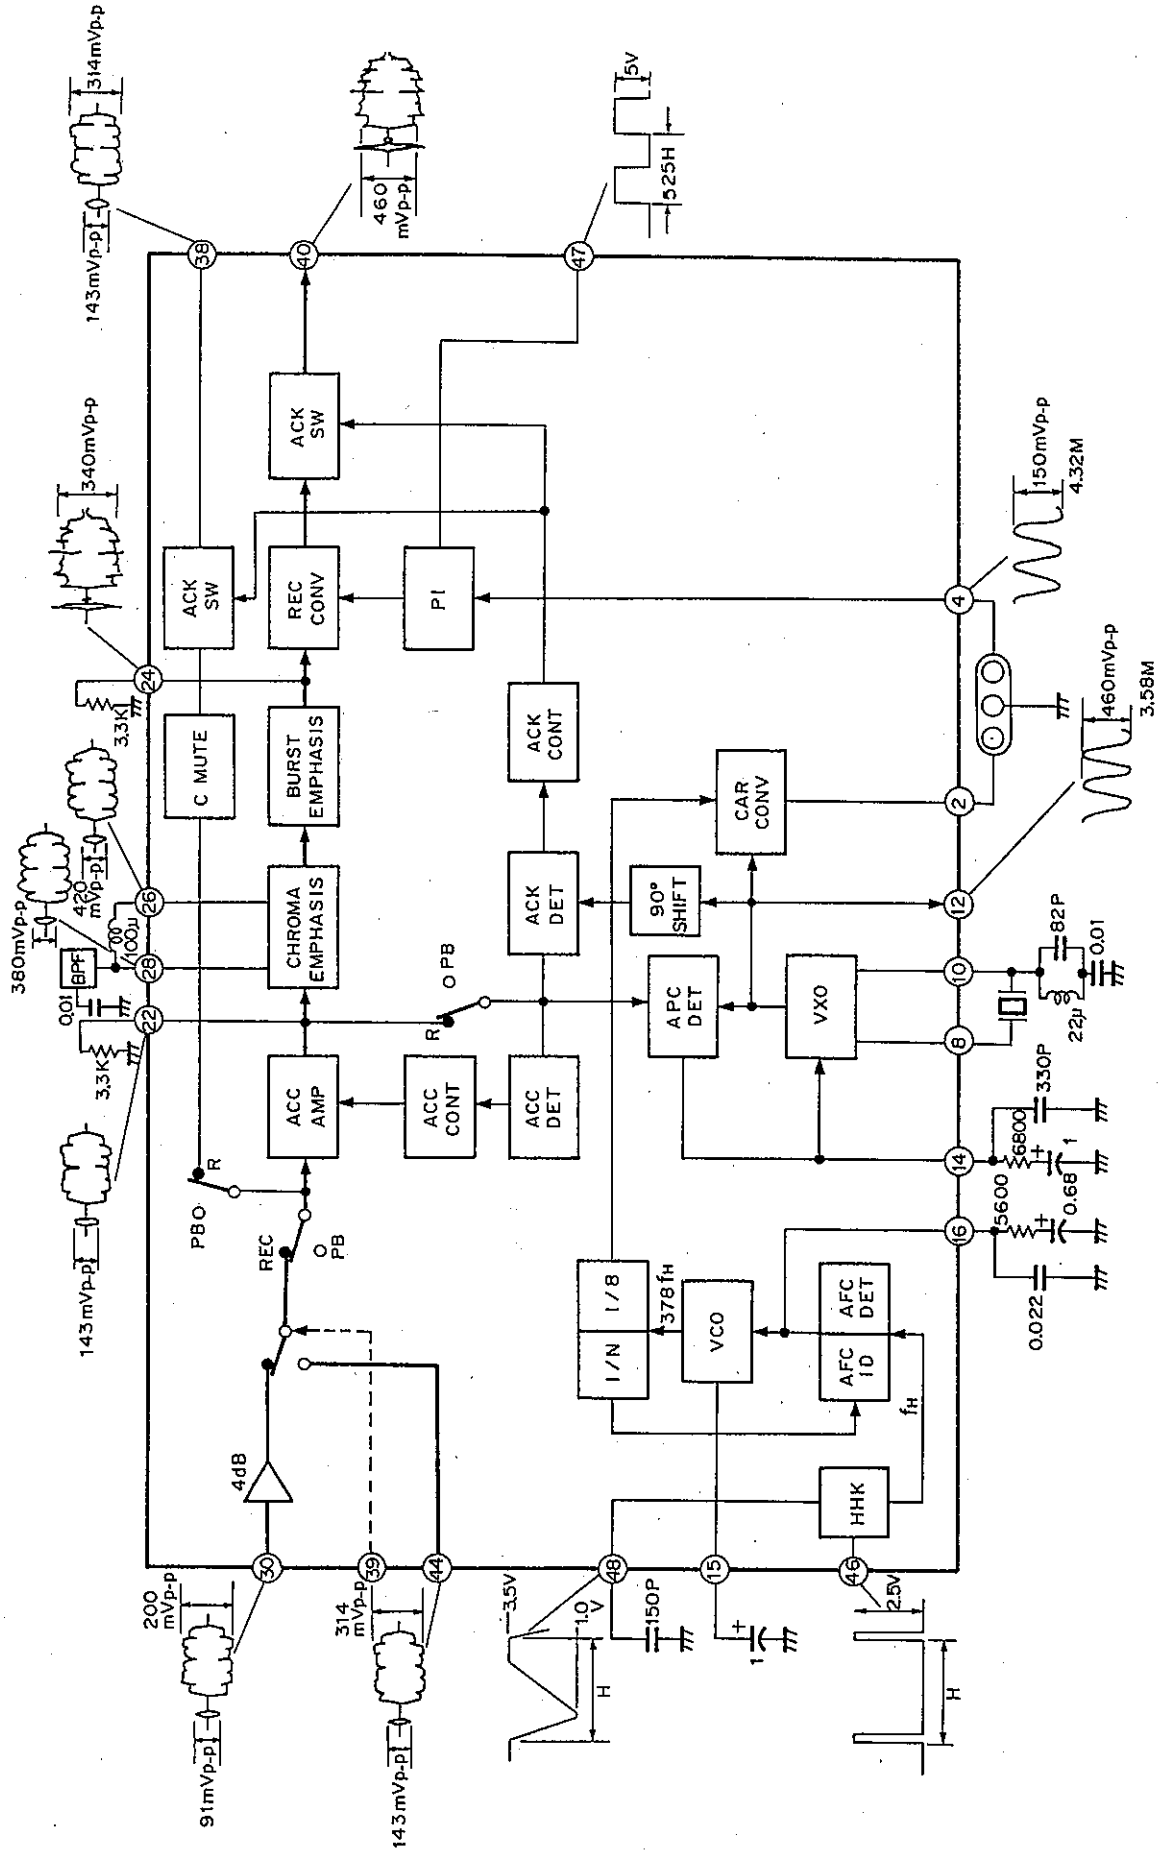 91mVp-p
200
mVp-p
143mVp-p
314
mVp-p
30
39
44
4dB
REC
PB
PB
R
143mVp-p
3.3K
22
0.01
BPF
28
100μ
26
380mVp-p
420
mVp-p
3.3K
24
340mVp-p
143mVp-p
314mVp-p
38
40
460
mVp-p
47
525H
5V
ACC
AMP
CHROMA
EMPHASIS
BURST
EMPHASIS
C MUTE
ACK
SW
REC
CONV
ACK
SW
PI
ACC
CONT
ACC
DET
R
PB
ACK
DET
ACK
CONT
APC
DET
90°
SHIFT
CAR
CONV
VXO
1/N
1/8
378fH
VCO
AFC
ID
AFC
DET
fH
HHK
3.5V
1.0
V
H
48
150P
15
1
+
46
2.5V
H
16
0.022
5600
+
0.68
14
6800
+
1
330P
8
10
22μ
82P
0.01
12
460mVp-p
3.58M
2
4
150mVp-p
4.32M